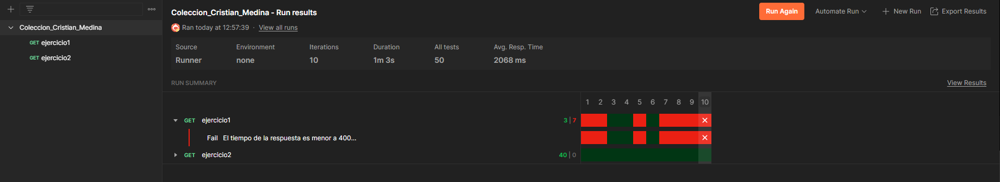 Coleccion_Cristian_Medina
GET ejercicio1
GET ejercicio2
Coleccion_Cristian_Medina - Run results
Run Again
Automate Run
New Run
Export Results
Ran today at 12:57:39 · View all runs
Source Environment Iterations Duration All tests Avg. Resp. Time
Runner none 10 1m 3s 50 2068 ms
RUN SUMMARY
View Results
1 2 3 4 5 6 7 8 9 10
GET ejercicio1 3 | 7
Fail El tiempo de la respuesta es menor a 400...
GET ejercicio2 40 | 0